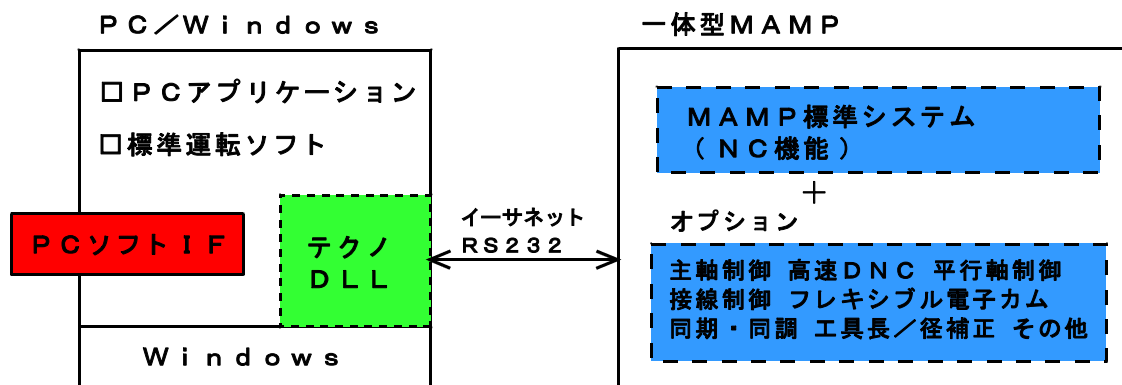 PC/Windows
□PCアプリケーション
□標準運転ソフト
PCソフトIF
テクノ
DLL
Windows
イーサネット
RS232
一体型MAMP
MAMP標準システム
(NC機能)
+
オプション
主軸制御 高速DNC 平行軸制御
接線制御 フレキシブル電子カム
同期・同調 工具長/径補正 その他